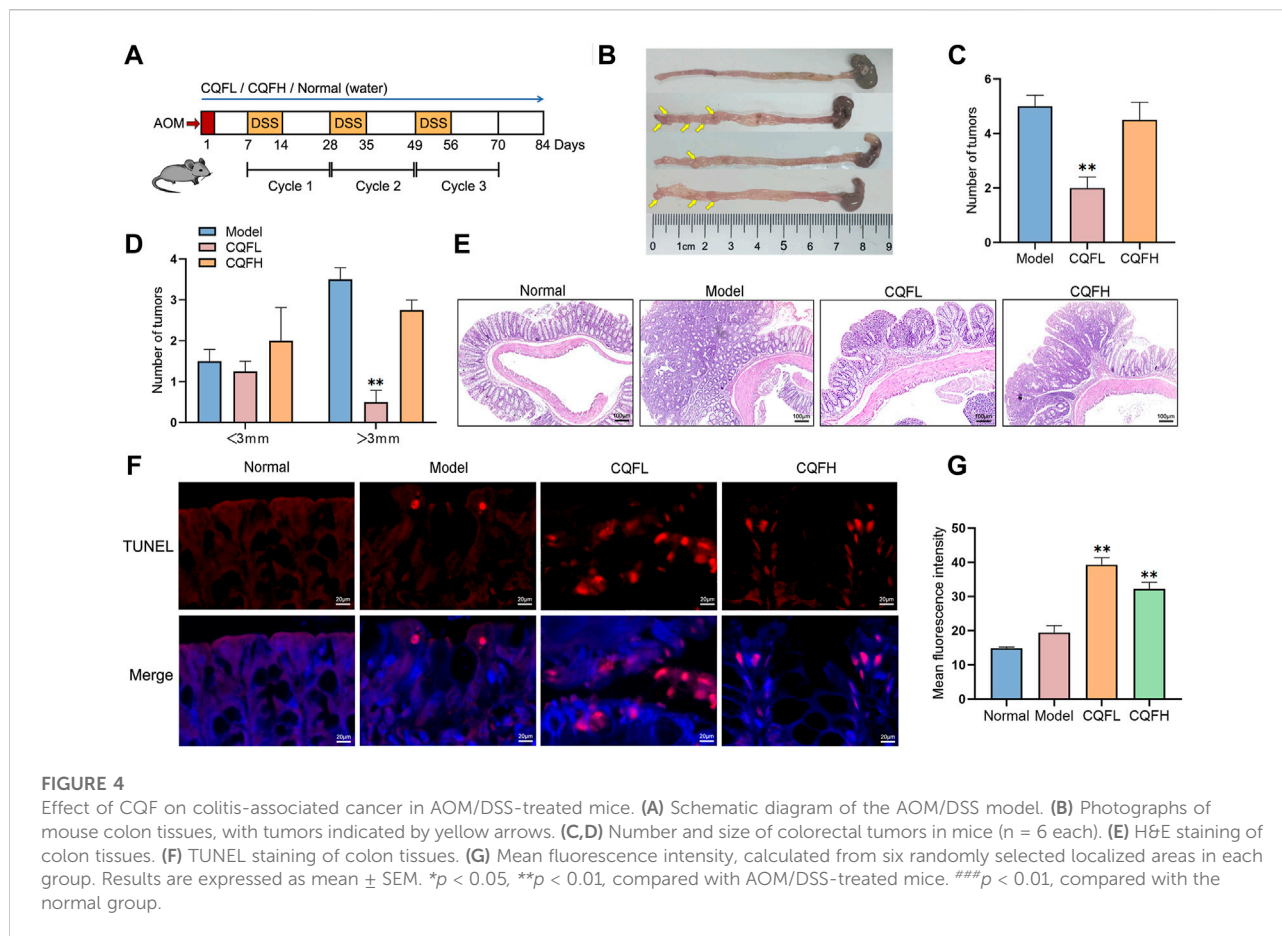 A
CQFL / CQFH / Normal (water)
AOM
DSS DSS DSS
1 7 14 28 35 49 56 70 84 Days
Cycle 1 Cycle 2 Cycle 3
B
0 1cm 2 3 4 5 6 7 8 9
C
Number of tumors
6
4
2
0
Model CQFL CQFH
**
D
Model
CQFL
CQFH
Number of tumors
4
3
2
1
0
**
<3mm >3mm
E
Normal Model CQFL CQFH
100μm 100μm 100μm 100μm
F
Normal Model CQFL CQFH
TUNEL
20μm 20μm 20μm 20μm
Merge
20μm 20μm 20μm 20μm
G
Mean fluorescence intensity
50
40
30
20
10
0
** **
Normal Model CQFL CQFH
FIGURE 4
Effect of CQF on colitis-associated cancer in AOM/DSS-treated mice. (A) Schematic diagram of the AOM/DSS model. (B) Photographs of
mouse colon tissues, with tumors indicated by yellow arrows. (C,D) Number and size of colorectal tumors in mice (n = 6 each). (E) H&E staining of
colon tissues. (F) TUNEL staining of colon tissues. (G) Mean fluorescence intensity, calculated from six randomly selected localized areas in each
group. Results are expressed as mean ± SEM. *p < 0.05, **p < 0.01, compared with AOM/DSS-treated mice. ###p < 0.01, compared with the
normal group.